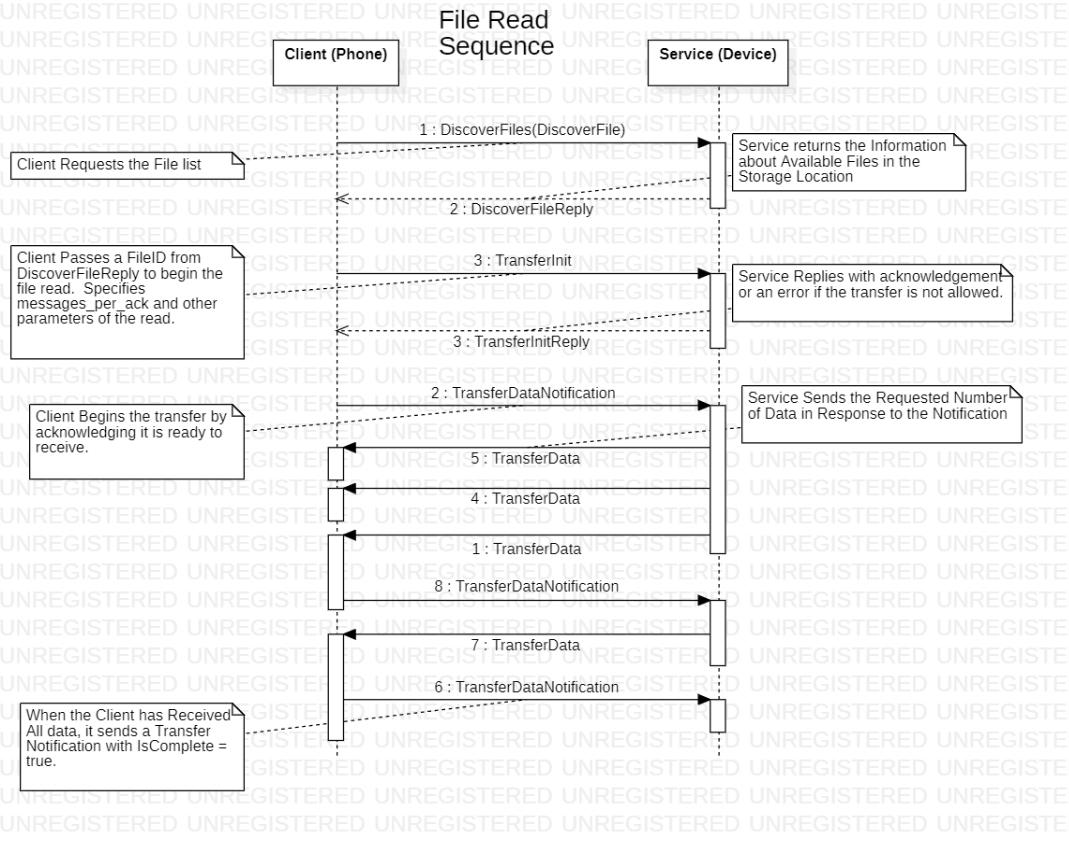 File Read
Sequence
Client (Phone)
Service (Device)
1 : DiscoverFiles(DiscoverFile)
Client Requests the File list
Service returns the Information
about Available Files in the
Storage Location
2 : DiscoverFileReply
Client Passes a FileID from
DiscoverFileReply to begin the
file read.  Specifies
messages_per_ack and other
parameters of the read.
3 : TransferInit
Service Replies with acknowledgement
or an error if the transfer is not allowed.
3 : TransferInitReply
2 : TransferDataNotification
Client Begins the transfer by
acknowledging it is ready to
receive.
Service Sends the Requested Number
of Data in Response to the Notification
5 : TransferData
4 : TransferData
1 : TransferData
8 : TransferDataNotification
7 : TransferData
6 : TransferDataNotification
When the Client has Received
All data, it sends a Transfer
Notification with IsComplete =
true.
UNREGISTERED